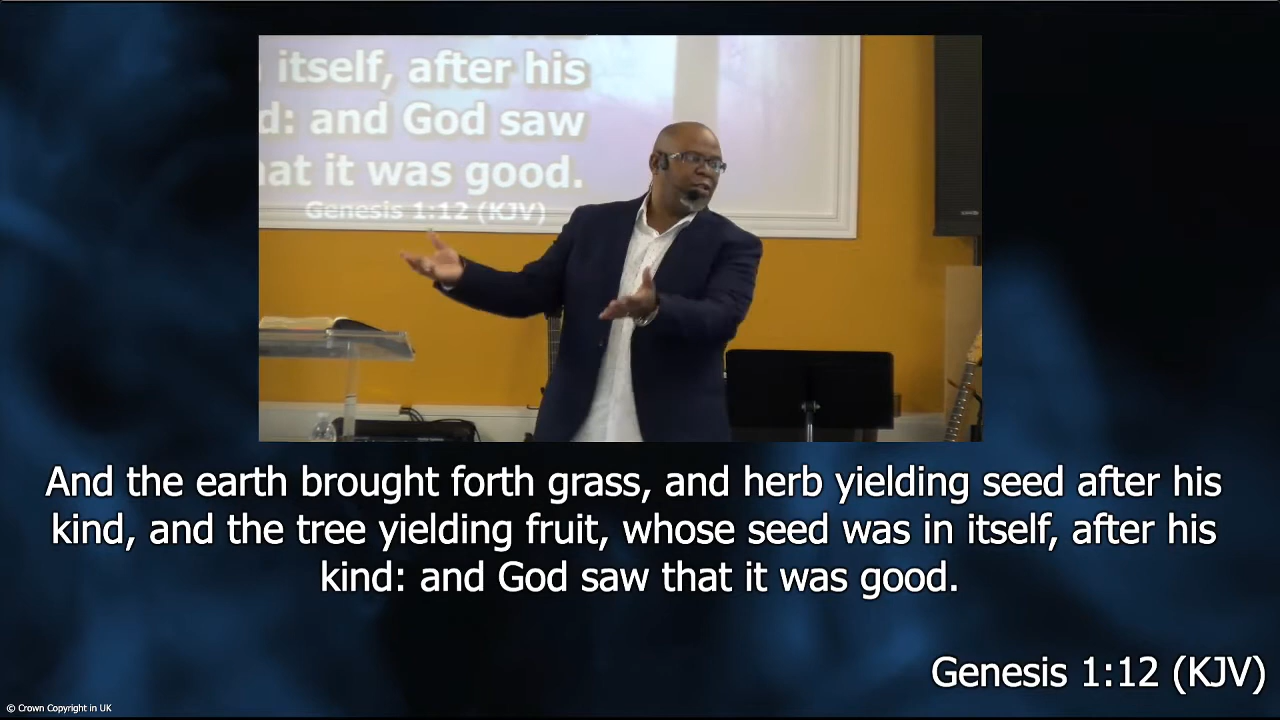 itself, after his
d: and God saw
hat it was good.
Genesis 1:12 (KJV)
And the earth brought forth grass, and herb yielding seed after his
kind, and the tree yielding fruit, whose seed was in itself, after his
kind: and God saw that it was good.
Genesis 1:12 (KJV)
© Crown Copyright in UK